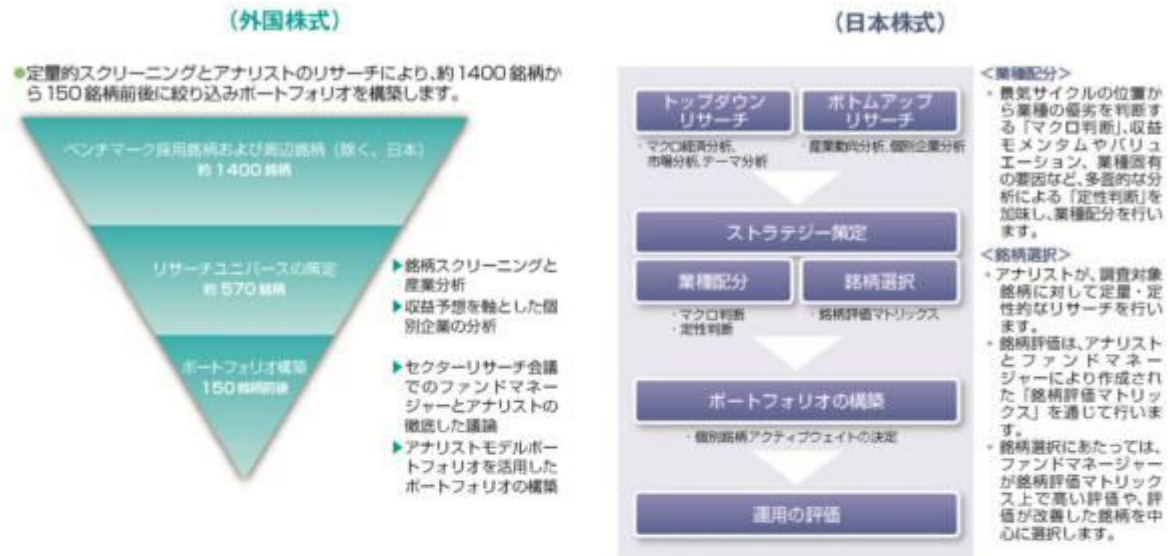 (外国株式)
●定量的スクリーニングとアナリストのリサーチにより、約1400銘柄か
ら150銘柄前後に絞り込みポートフォリオを構築します。
ベンチマーク採用銘柄および周辺銘柄(除く、日本)
約1400銘柄
リサーチユニバースの策定
約570銘柄
▶銘柄スクリーニングと
産業分析
▶収益予想を軸とした個
別企業の分析
ポートフォリオ構築
150銘柄前後
▶セクターリサーチ会議
でのファンドマネー
ジャーとアナリストの
徹底した議論
▶アナリストモデルポー
トフォリオを活用した
ポートフォリオの構築
(日本株式)
トップダウン
リサーチ
ボトムアップ
リサーチ
・マクロ経済分析、
市場分析、テーマ分析
・産業動向分析、個別企業分析
ストラテジー策定
業種配分
銘柄選択
・マクロ判断
・定性判断
・銘柄評価マトリックス
ポートフォリオの構築
・個別銘柄アクティブウェイトの決定
運用の評価
<業種配分>
・景気サイクルの位置か
ら業種の優劣を判断す
る「マクロ判断」、収益
モメンタムやバリュ
エーション、業種固有
の要因など、多面的な分
析による「定性判断」を
加味し、業種配分を行い
ます。
<銘柄選択>
・アナリストが、調査対象
銘柄に対して定量・定
性的なリサーチを行い
ます。
・銘柄評価は、アナリスト
とファンドマネー
ジャーにより作成され
た「銘柄評価マトリッ
クス」を通じて行いま
す。
・銘柄選択にあたっては、
ファンドマネージャー
が銘柄評価マトリック
ス上で高い評価や、評
価が改善した銘柄を中
心に選択します。